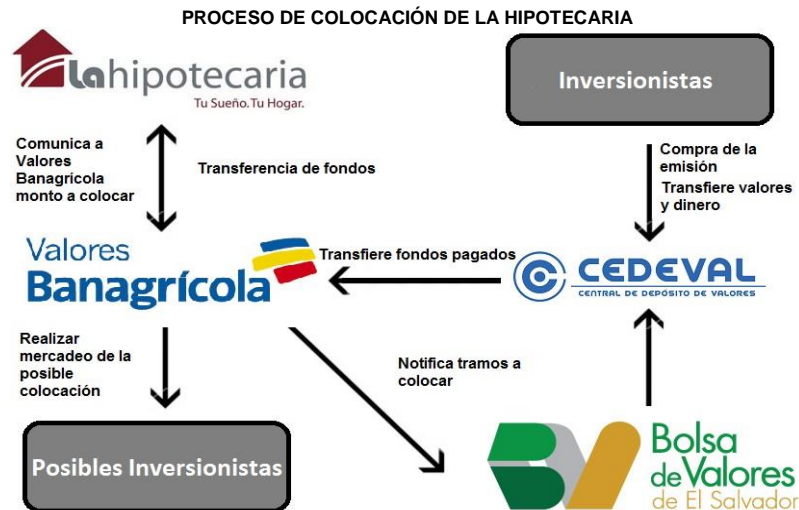 PROCESO DE COLOCACIÓN DE LA HIPOTECARIA
Lahipotecaria
Tu Sueño.Tu Hogar.
Inversionistas
Comunica a
Valores
Banagrícola
monto a colocar
Transferencia de fondos
Compra de la
emisión
Transfiere valores
y dinero
Valores
Banagrícola
Transfiere fondos pagados
CEDEVAL
CENTRAL DE DEPÓSITO DE VALORES
Realizar
mercadeo de la
posible
colocación
Notifica tramos a
colocar
Posibles Inversionistas
BV
Bolsa
de Valores
de El Salvador